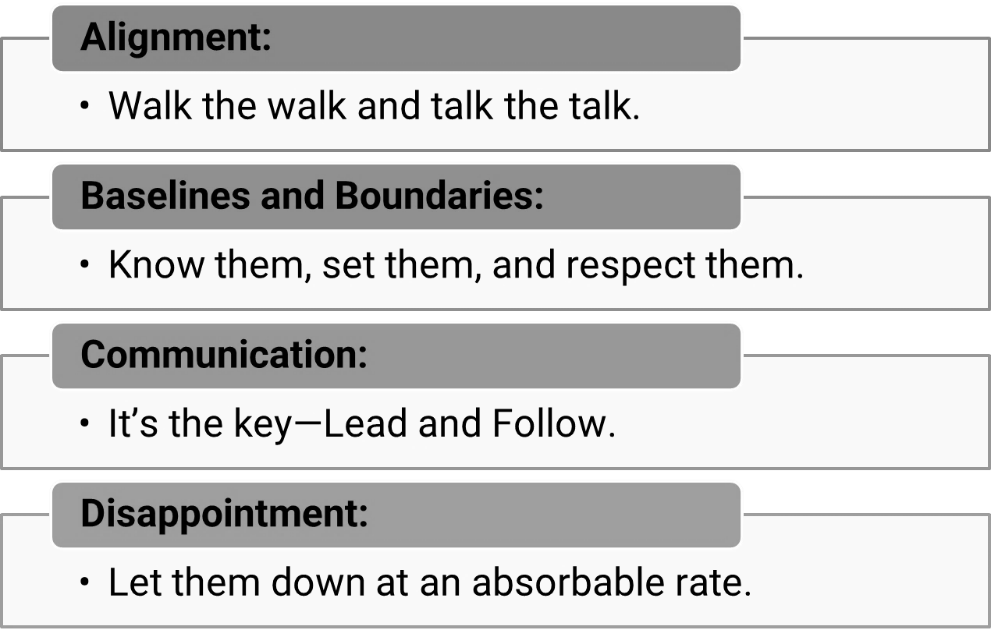 Alignment:
• Walk the walk and talk the talk.
Baselines and Boundaries:
• Know them, set them, and respect them.
Communication:
• It’s the key—Lead and Follow.
Disappointment:
• Let them down at an absorbable rate.